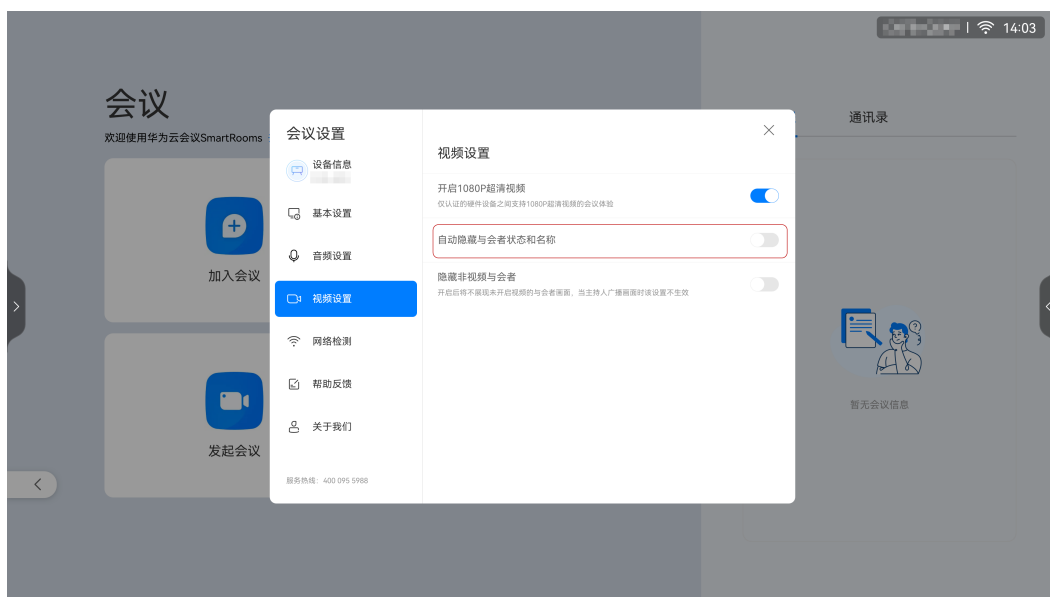 14:03
会议
欢迎使用华为云会议SmartRooms
加入会议
发起会议
会议设置
设备信息
基本设置
音频设置
视频设置
网络检测
帮助反馈
关于我们
服务热线: 400 095 5988
视频设置
开启1080P超清视频
仅认证的硬件设备之间支持1080P超清视频的会议体验
自动隐藏与会者状态和名称
隐藏非视频与会者
开启后将不展现未开启视频的与会者画面，当主持人广播画面时该设置不生效
通讯录
暂无会议信息